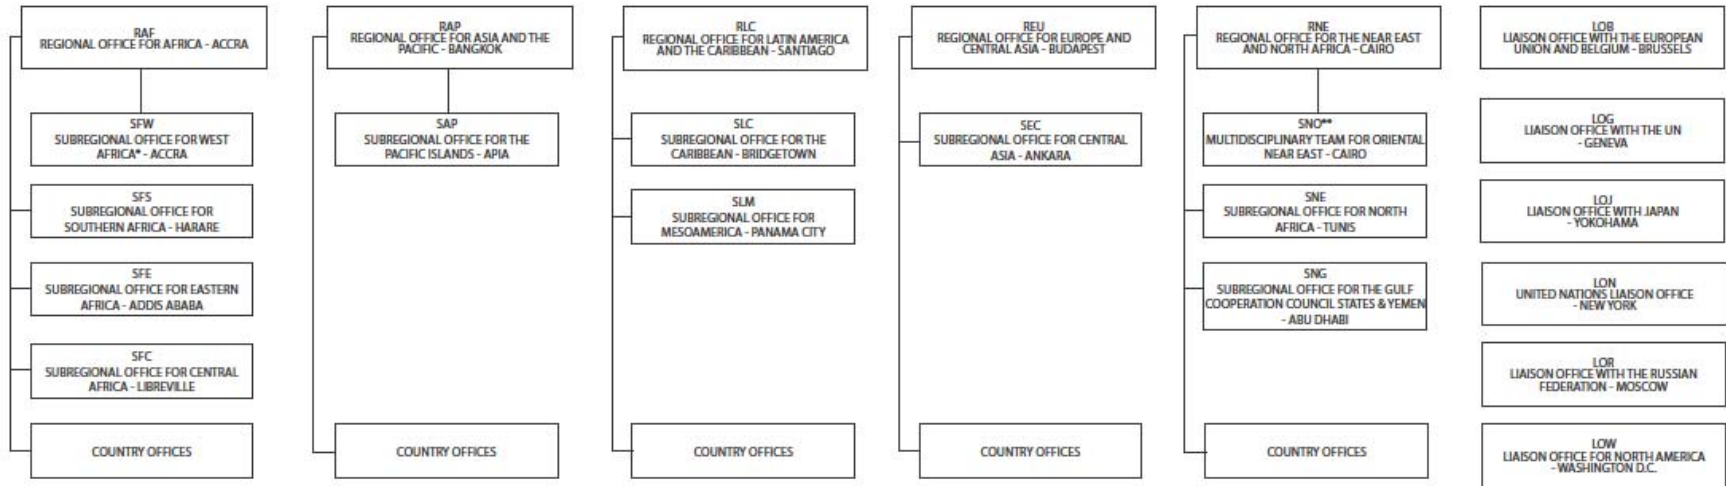 RAF
REGIONAL OFFICE FOR AFRICA - ACCRA
SFW
SUBREGIONAL OFFICE FOR WEST
AFRICA* - ACCRA
SFS
SUBREGIONAL OFFICE FOR
SOUTHERN AFRICA - HARARE
SFE
SUBREGIONAL OFFICE FOR EASTERN
AFRICA - ADDIS ABABA
SFC
SUBREGIONAL OFFICE FOR CENTRAL
AFRICA - LIBREVILLE
COUNTRY OFFICES
RAP
REGIONAL OFFICE FOR ASIA AND THE
PACIFIC - BANGKOK
SAP
SUBREGIONAL OFFICE FOR THE
PACIFIC ISLANDS - APIA
COUNTRY OFFICES
RLC
REGIONAL OFFICE FOR LATIN AMERICA
AND THE CARIBBEAN - SANTIAGO
SLC
SUBREGIONAL OFFICE FOR THE
CARIBBEAN - BRIDGETOWN
SLM
SUBREGIONAL OFFICE FOR
MESOAMERICA - PANAMA CITY
COUNTRY OFFICES
REU
REGIONAL OFFICE FOR EUROPE AND
CENTRAL ASIA - BUDAPEST
SEC
SUBREGIONAL OFFICE FOR CENTRAL
ASIA - ANKARA
COUNTRY OFFICES
RNE
REGIONAL OFFICE FOR THE NEAR EAST
AND NORTH AFRICA - CAIRO
SNO**
MULTIDISCPLINARY TEAM FOR ORIENTAL
NEAR EAST - CAIRO
SNE
SUBREGIONAL OFFICE FOR NORTH
AFRICA - TUNIS
SNG
SUBREGIONAL OFFICE FOR THE GULF
COOPERATION COUNCIL STATES & YEMEN
- ABU DHABI
COUNTRY OFFICES
LOB
LIAISON OFFICE WITH THE EUROPEAN
UNION AND BELGIUM - BRUSSELS
LOG
LIAISON OFFICE WITH THE UN
- GENEVA
LOJ
LIAISON OFFICE WITH JAPAN
- YOKOHAMA
LON
UNITED NATIONS LIAISON OFFICE
- NEW YORK
LOR
LIAISON OFFICE WITH THE RUSSIAN
FEDERATION - MOSCOW
LOW
LIAISON OFFICE FOR NORTH AMERICA
- WASHINGTON D.C.